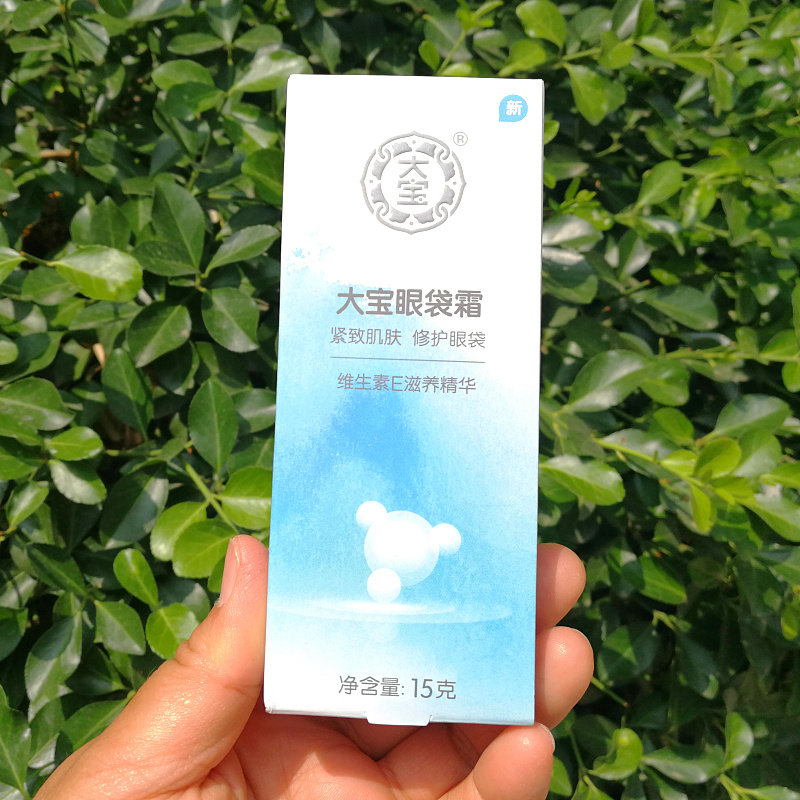 新
大宝®
大宝眼袋霜
紧致肌肤 修护眼袋
维生素E滋养精华
净含量: 15克